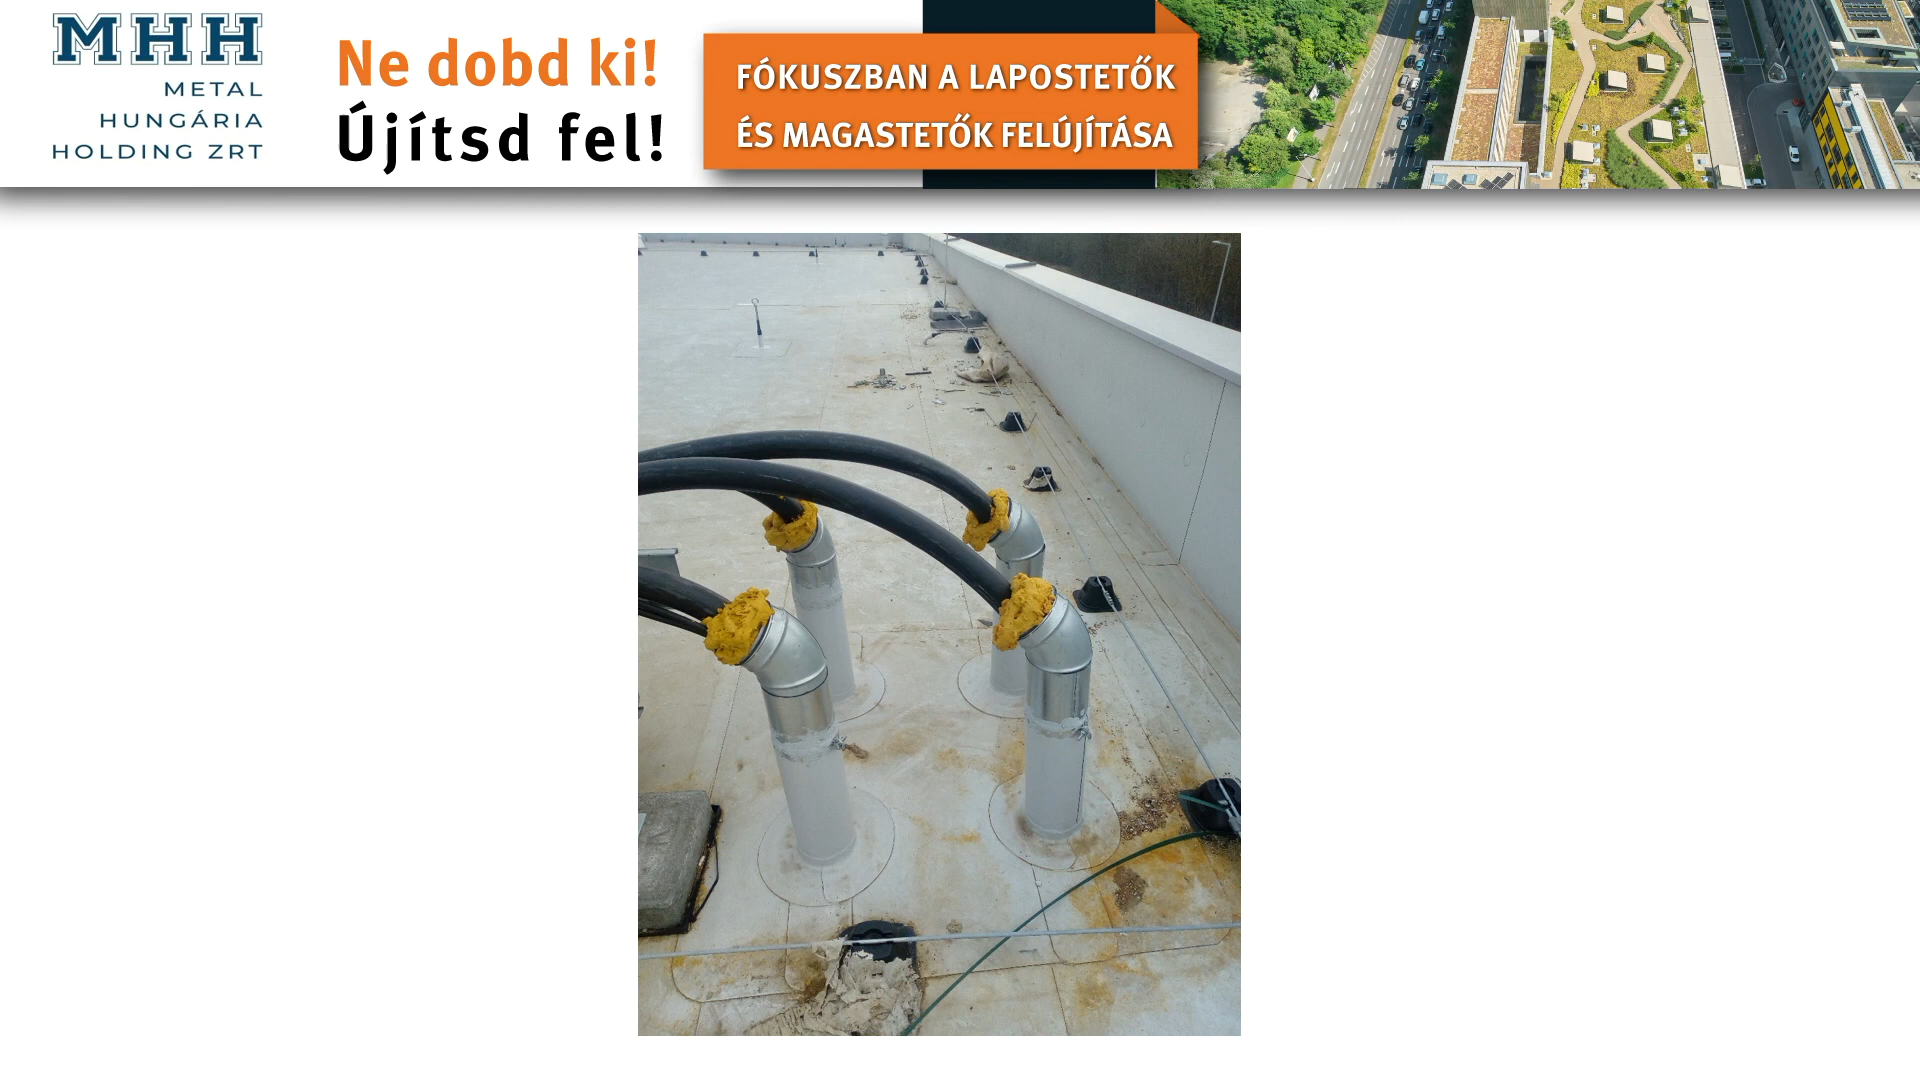 MHH
METAL
HUNGÁRIA
HOLDING ZRT
Ne dobd ki!
Újítsd fel!
FÓKUSZBAN A LAPOSTETŐK
ÉS MAGASTETŐK FELÚJÍTÁSA